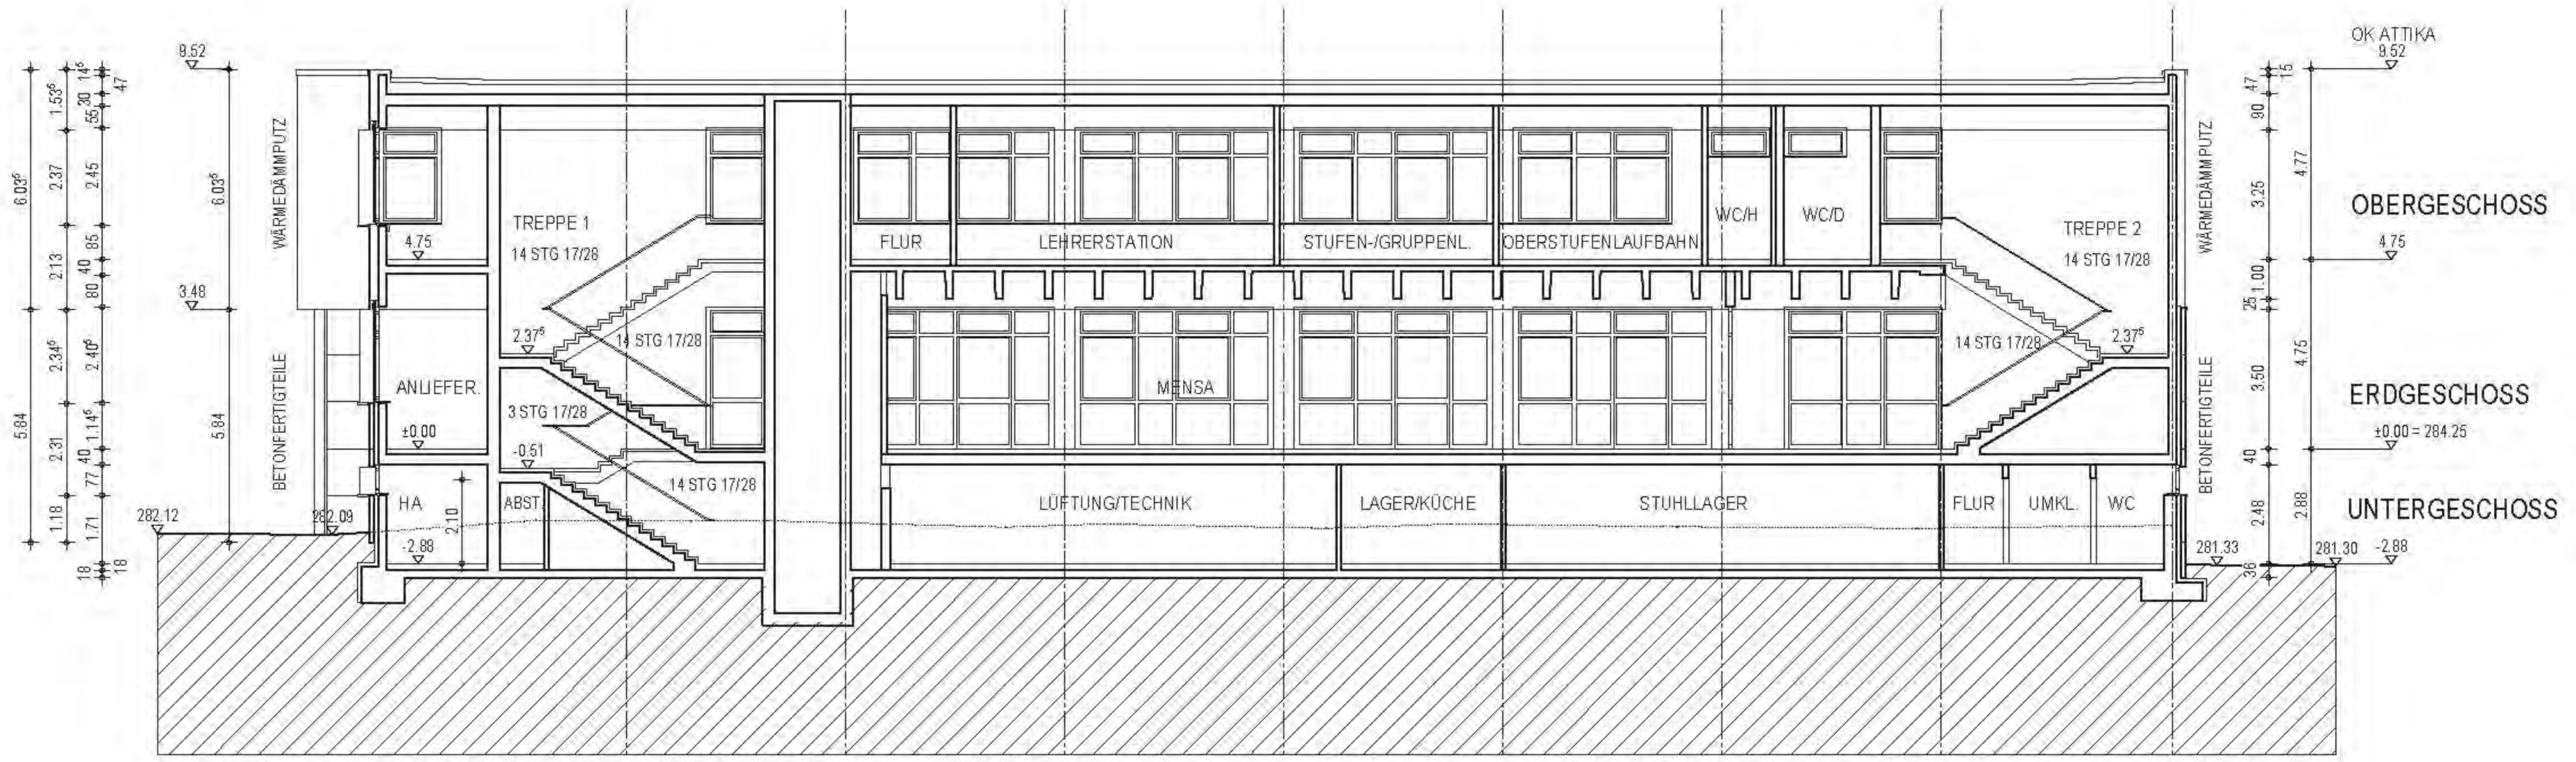 OK ATTIKA
9.52
9.52
15
47
90
3.25
1.00
25
3.50
40
2.48
36
4.77
4.75
2.88
14⁵
47
30
55
2.45
85
40
80
2.40⁵
1.14⁵
40
77
1.71
18
18
1.53⁵
2.37
2.13
2.34⁵
2.31
1.18
6.03⁵
5.84
6.03⁵
5.84
WÄRMEDÄMMPUTZ
BETONFERTIGTEILE
3.48
282.12
282.09
TREPPE 1
14 STG 17/28
4.75
FLUR
LEHRERSTATION
STUFEN-/GRUPPENL.
OBERSTUFENLAUFBAHN
WC/H
WC/D
TREPPE 2
14 STG 17/28
WÄRMEDÄMMPUTZ
OBERGESCHOSS
4.75
2.37⁵
14 STG 17/28
14 STG 17/28
2.37⁵
ANLIEFER.
MENSA
3 STG 17/28
±0.00
BETONFERTIGTEILE
ERDGESCHOSS
±0.00 = 284.25
-0.51
14 STG 17/28
HA
2.10
ABST.
LÜFTUNG/TECHNIK
LAGER/KÜCHE
STUHLLAGER
FLUR
UMKL.
WC
UNTERGESCHOSS
-2.88
281.33
281.30
-2.88